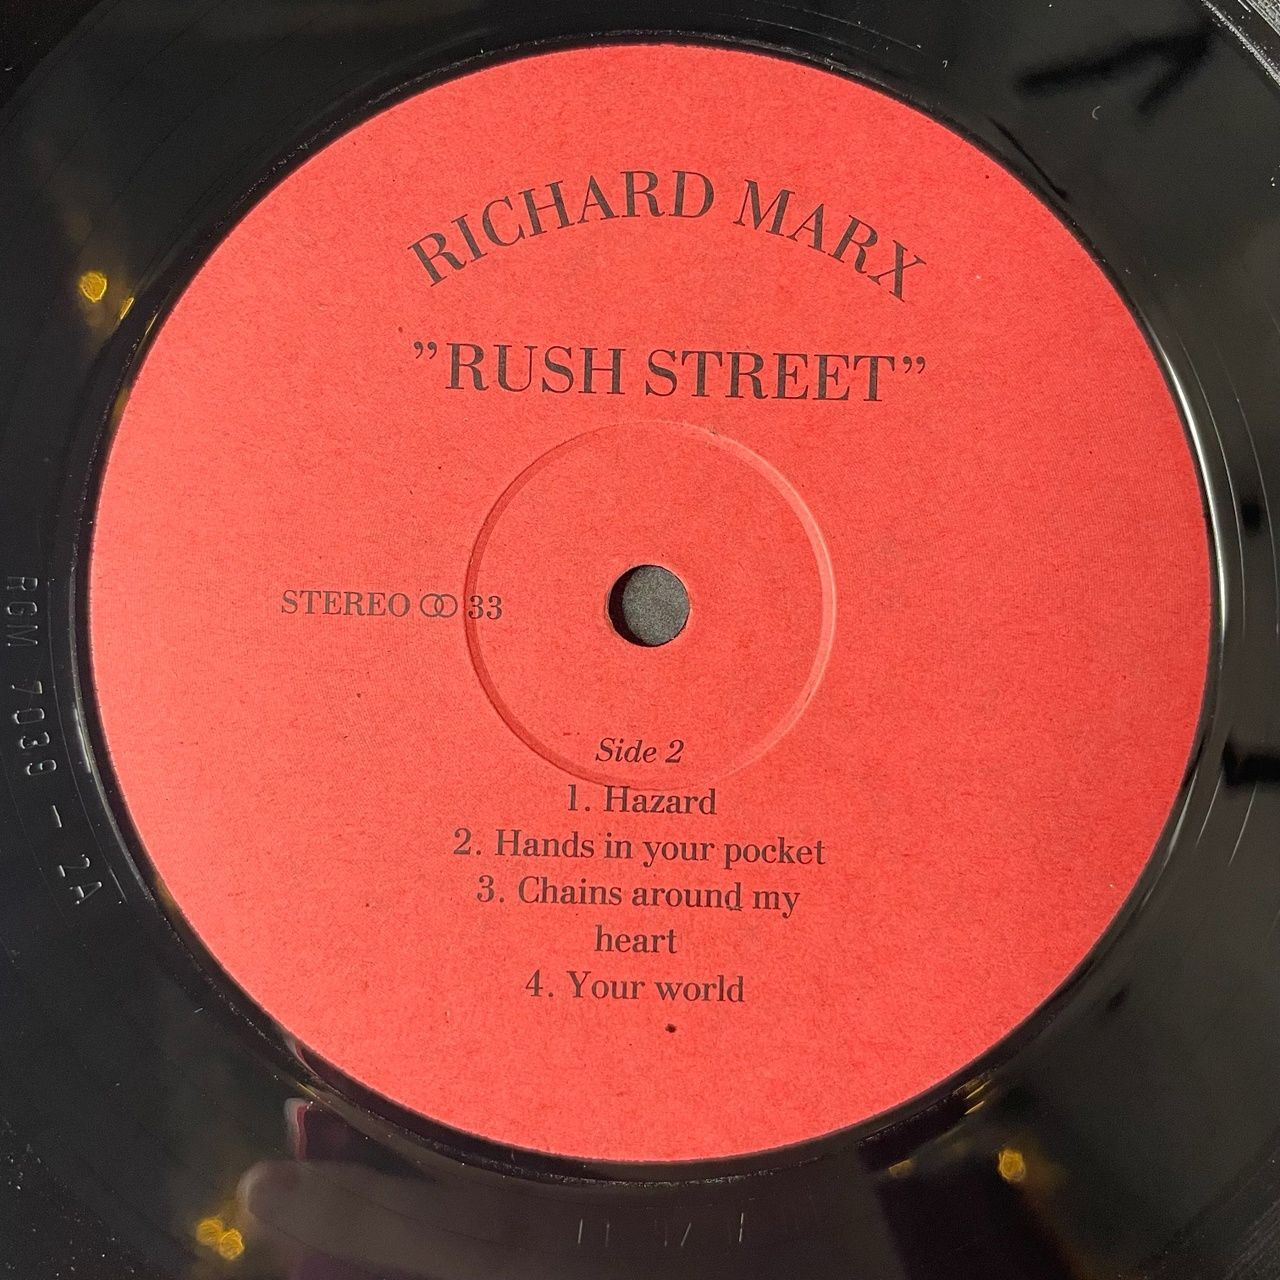 RICHARD MARX
”RUSH STREET”
STEREO ⚭ 33
Side 2
1. Hazard
2. Hands in your pocket
3. Chains around my
heart
4. Your world
RGM 7039 - 2A